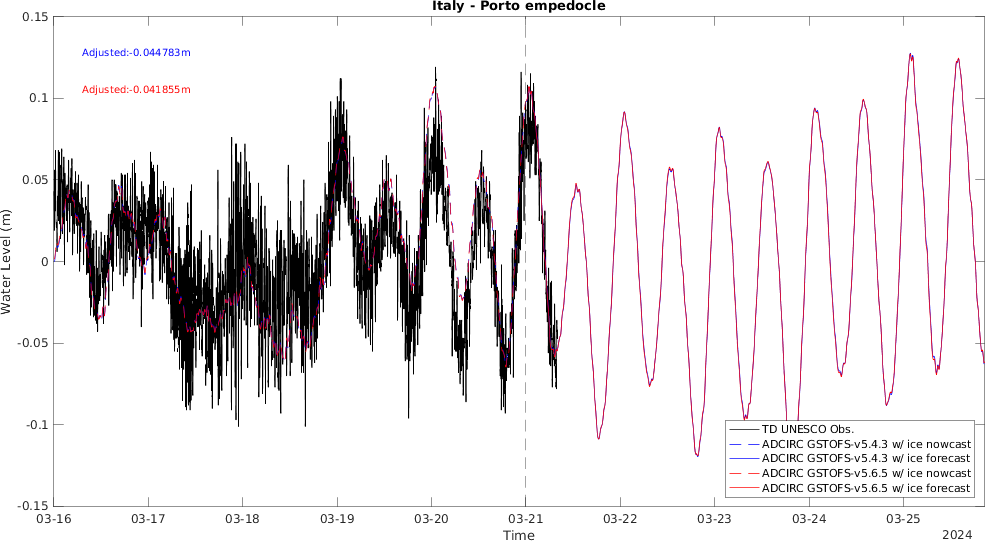 Italy - Porto empedocle
Adjusted:-0.044783m
Adjusted:-0.041855m
0.15
0.1
0.05
0
-0.05
-0.1
-0.15
Water Level (m)
TD UNESCO Obs.
ADCIRC GSTOFS-v5.4.3 w/ ice nowcast
ADCIRC GSTOFS-v5.4.3 w/ ice forecast
ADCIRC GSTOFS-v5.6.5 w/ ice nowcast
ADCIRC GSTOFS-v5.6.5 w/ ice forecast
03-16 03-17 03-18 03-19 03-20 03-21 03-22 03-23 03-24 03-25
Time
2024